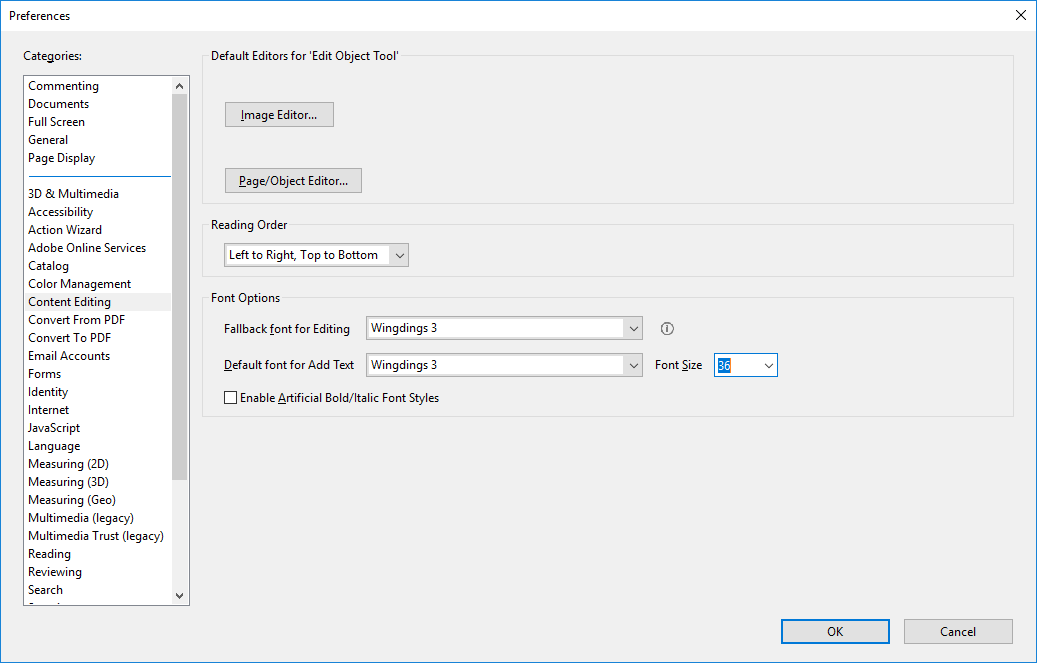 Preferences
Categories:
Commenting
Documents
Full Screen
General
Page Display
3D & Multimedia
Accessibility
Action Wizard
Adobe Online Services
Catalog
Color Management
Content Editing
Convert From PDF
Convert To PDF
Email Accounts
Forms
Identity
Internet
JavaScript
Language
Measuring (2D)
Measuring (3D)
Measuring (Geo)
Multimedia (legacy)
Multimedia Trust (legacy)
Reading
Reviewing
Search
Default Editors for 'Edit Object Tool'
Image Editor...
Page/Object Editor...
Reading Order
Left to Right, Top to Bottom
Font Options
Fallback font for Editing Wingdings 3
Default font for Add Text Wingdings 3 Font Size 36
Enable Artificial Bold/Italic Font Styles
OK Cancel